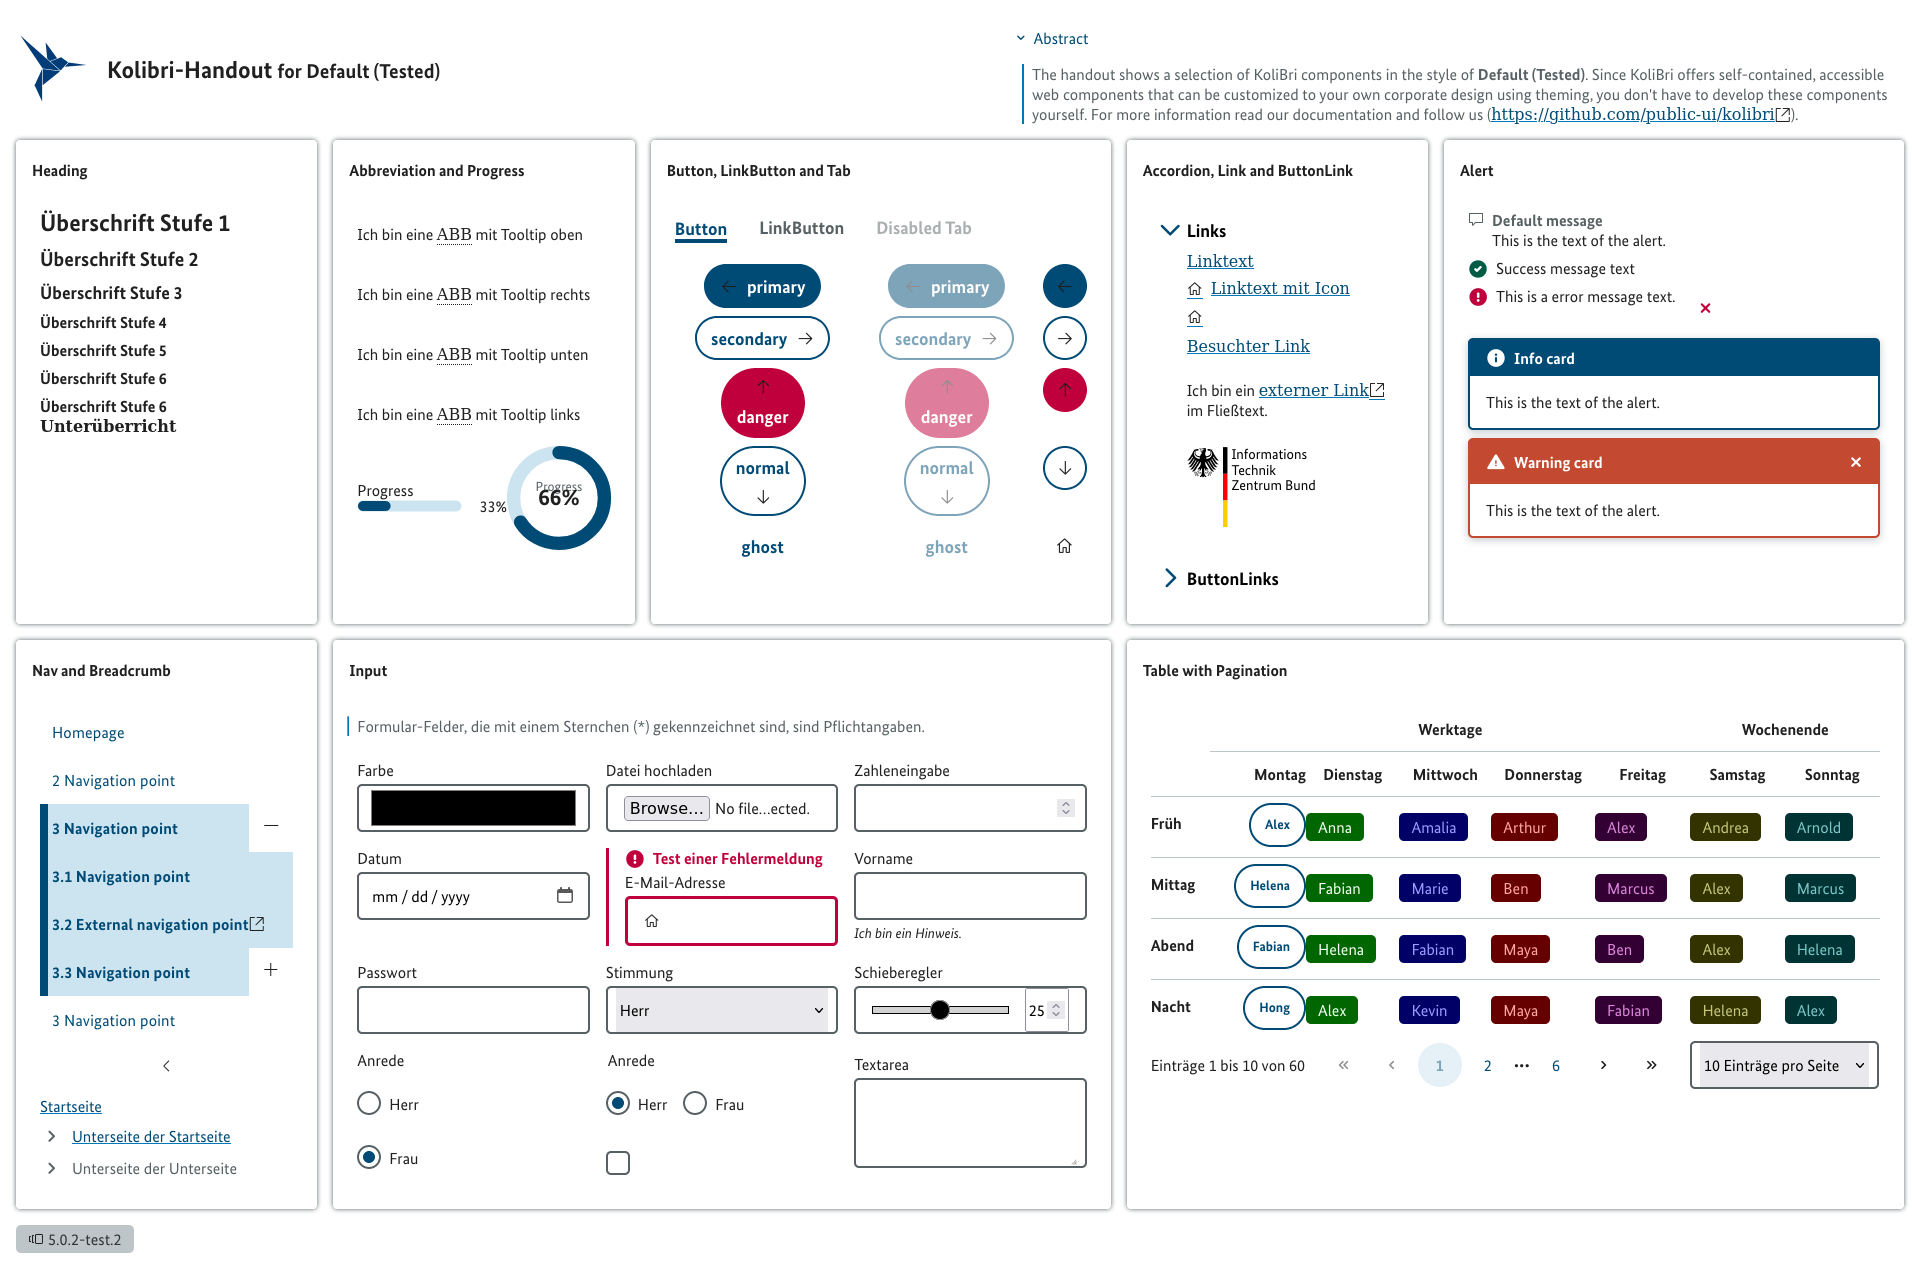 Kolibri-Handout for Default (Tested)
Abstract
The handout shows a selection of KoliBri components in the style of Default (Tested). Since KoliBri offers self-contained, accessible
web components that can be customized to your own corporate design using theming, you don't have to develop these components
yourself. For more information read our documentation and follow us (https://github.com/public-ui/kolibri).
Heading
Überschrift Stufe 1
Überschrift Stufe 2
Überschrift Stufe 3
Überschrift Stufe 4
Überschrift Stufe 5
Überschrift Stufe 6
Überschrift Stufe 6
Unterüberricht
Abbreviation and Progress
Ich bin eine ABB mit Tooltip oben
Ich bin eine ABB mit Tooltip rechts
Ich bin eine ABB mit Tooltip unten
Ich bin eine ABB mit Tooltip links
Progress
33%
Progress
66%
Button, LinkButton and Tab
Button LinkButton Disabled Tab
primary primary
secondary secondary
danger danger
normal normal
ghost ghost
Accordion, Link and ButtonLink
Links
Linktext
Linktext mit Icon
Besuchter Link
Ich bin ein externer Link
im Fließtext.
Informations
Technik
Zentrum Bund
ButtonLinks
Alert
Default message
This is the text of the alert.
Success message text
This is a error message text.
Info card
This is the text of the alert.
Warning card
This is the text of the alert.
Nav and Breadcrumb
Homepage
2 Navigation point
3 Navigation point
3.1 Navigation point
3.2 External navigation point
3.3 Navigation point
3 Navigation point
Startseite
Unterseite der Startseite
Unterseite der Unterseite
Input
Formular-Felder, die mit einem Sternchen (*) gekennzeichnet sind, sind Pflichtangaben.
Farbe Datei hochladen Zahleneingabe
Browse... No file...ected.
Datum Test einer Fehlermeldung Vorname
E-Mail-Adresse
mm / dd / yyyy
Ich bin ein Hinweis.
Passwort Stimmung Schieberegler
Herr 25
Anrede Anrede Textarea
Herr Herr Frau
Frau
Table with Pagination
Werktage Wochenende
Montag Dienstag Mittwoch Donnerstag Freitag Samstag Sonntag
Früh Alex Anna Amalia Arthur Alex Andrea Arnold
Mittag Helena Fabian Marie Ben Marcus Alex Marcus
Abend Fabian Helena Fabian Maya Ben Alex Helena
Nacht Hong Alex Kevin Maya Fabian Helena Alex
Einträge 1 bis 10 von 60 « ‹ 1 2 ••• 6 › » 10 Einträge pro Seite
5.0.2-test.2